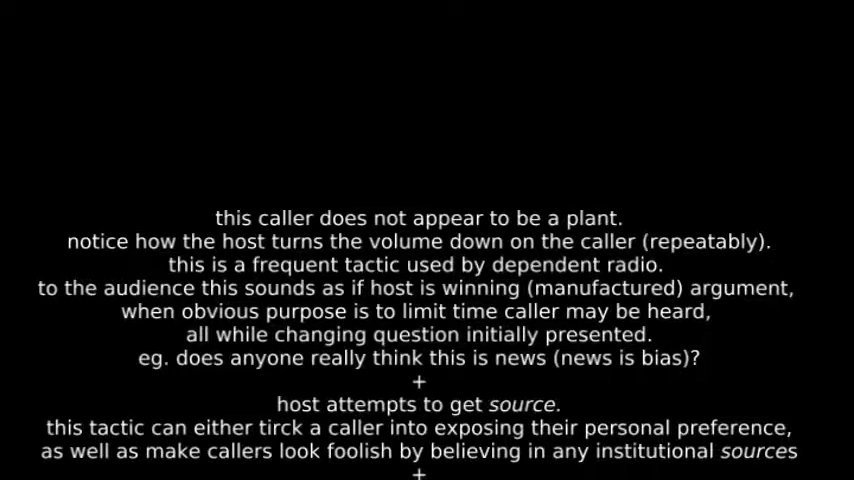 this caller does not appear to be a plant.
notice how the host turns the volume down on the caller (repeatably).
this is a frequent tactic used by dependent radio.
to the audience this sounds as if host is winning (manufactured) argument,
when obvious purpose is to limit time caller may be heard,
all while changing question initially presented.
eg. does anyone really think this is news (news is bias)?
+
host attempts to get source.
this tactic can either tirck a caller into exposing their personal preference,
as well as make callers look foolish by believing in any institutional sources
+